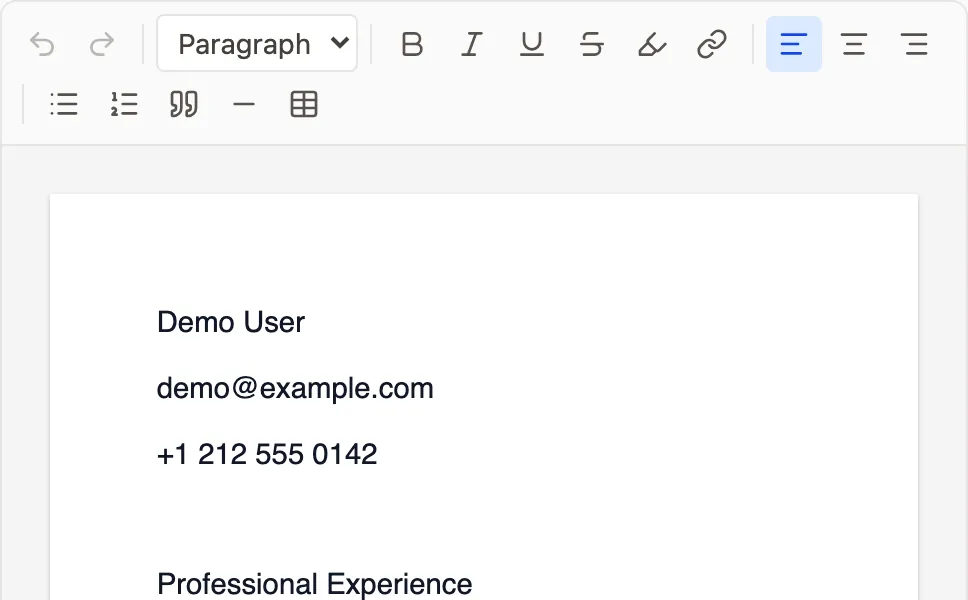 Paragraph
Demo User
demo@example.com
+1 212 555 0142
Professional Experience